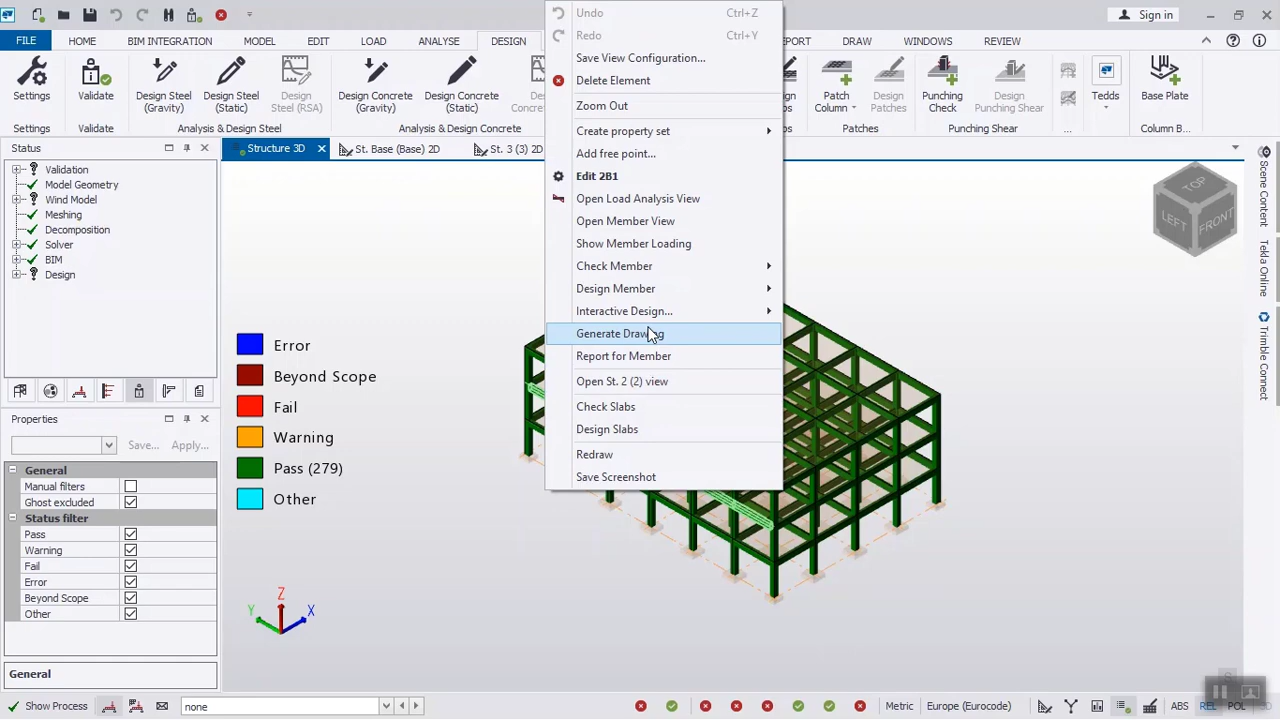 Sign in
FILE
HOME
BIM INTEGRATION
MODEL
EDIT
LOAD
ANALYSE
DESIGN
DRAW
WINDOWS
REVIEW
Settings
Validate
Design Steel (Gravity)
Design Steel (Static)
Design Steel (RSA)
Design Concrete (Gravity)
Design Concrete (Static)
Patch Column
Design Patches
Punching Check
Design Punching Shear
Tedds
Base Plate
Settings
Validate
Analysis & Design Steel
Analysis & Design Concrete
Patches
Punching Shear
...
Column B...
Undo Ctrl+Z
Redo Ctrl+Y
Save View Configuration...
Delete Element
Zoom Out
Create property set
Add free point...
Edit 2B1
Open Load Analysis View
Open Member View
Show Member Loading
Check Member
Design Member
Interactive Design...
Generate Drawing
Report for Member
Open St. 2 (2) view
Check Slabs
Design Slabs
Redraw
Save Screenshot
Status
Validation
Model Geometry
Wind Model
Meshing
Decomposition
Solver
BIM
Design
Structure 3D
St. Base (Base) 2D
St. 3 (3) 2D
Error
Beyond Scope
Fail
Warning
Pass (279)
Other
Z
Y
X
TOP
LEFT
FRONT
Scene Content
Tekla Online
Trimble Connect
Properties
Save...
Apply...
General
Manual filters
Ghost excluded
Status filter
Pass
Warning
Fail
Error
Beyond Scope
Other
General
Show Process
none
Metric
Europe (Eurocode)
ABS
REL
POL